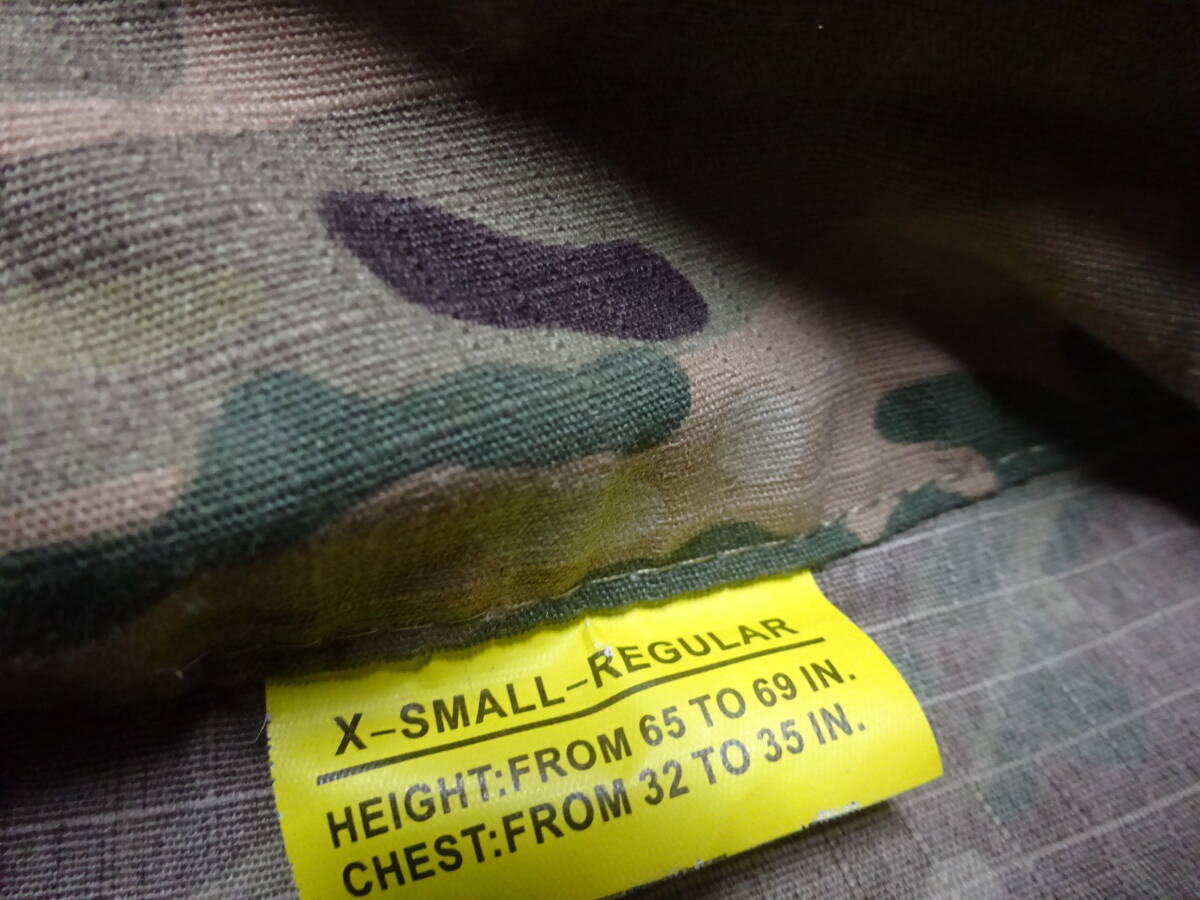 X-SMALL-REGULAR
HEIGHT:FROM 65 TO 69 IN.
CHEST:FROM 32 TO 35 IN.